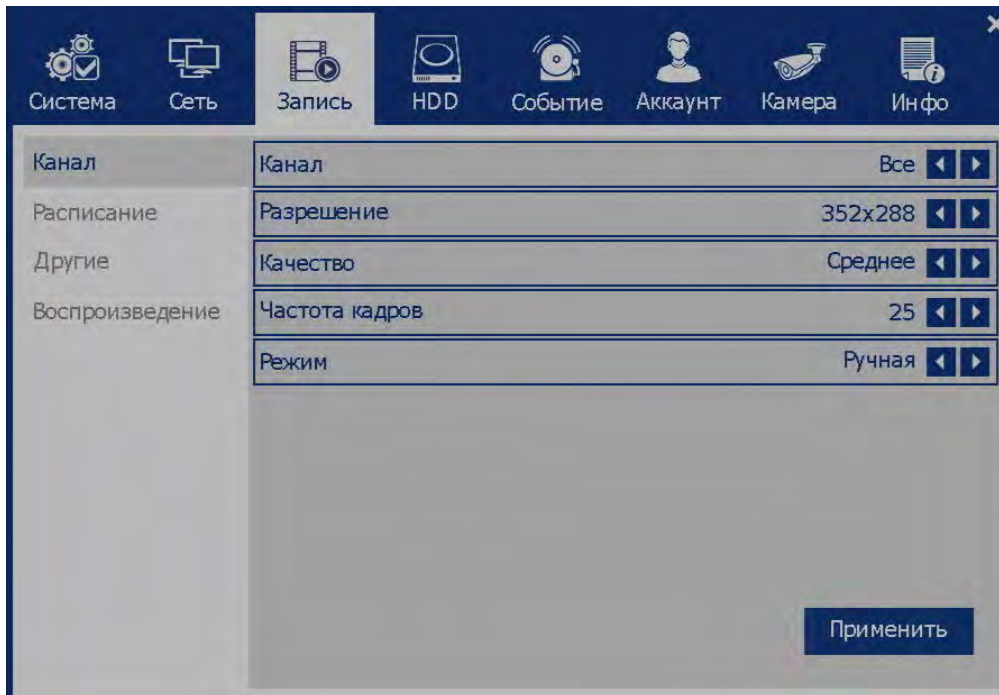 Система Сеть Запись HDD Событие Аккаунт Камера Инфо
Канал
Расписание
Другие
Воспроизведение
Канал Все
Разрешение 352x288
Качество Среднее
Частота кадров 25
Режим Ручная
Применить